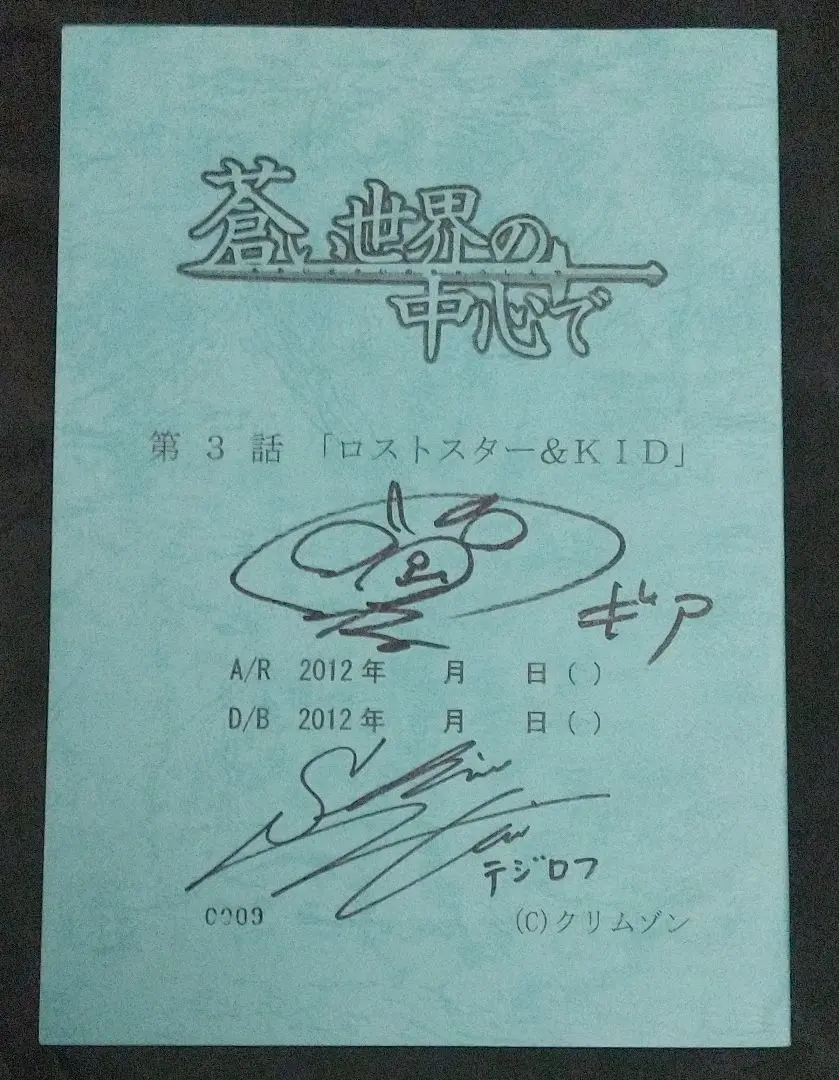 蒼い世界の
中心で
第 3 話 「ロストスター＆ＫＩＤ」
ギア
A/R 2012年 月 日( )
D/B 2012年 月 日( )
テジロフ
0009
(C)クリムゾン